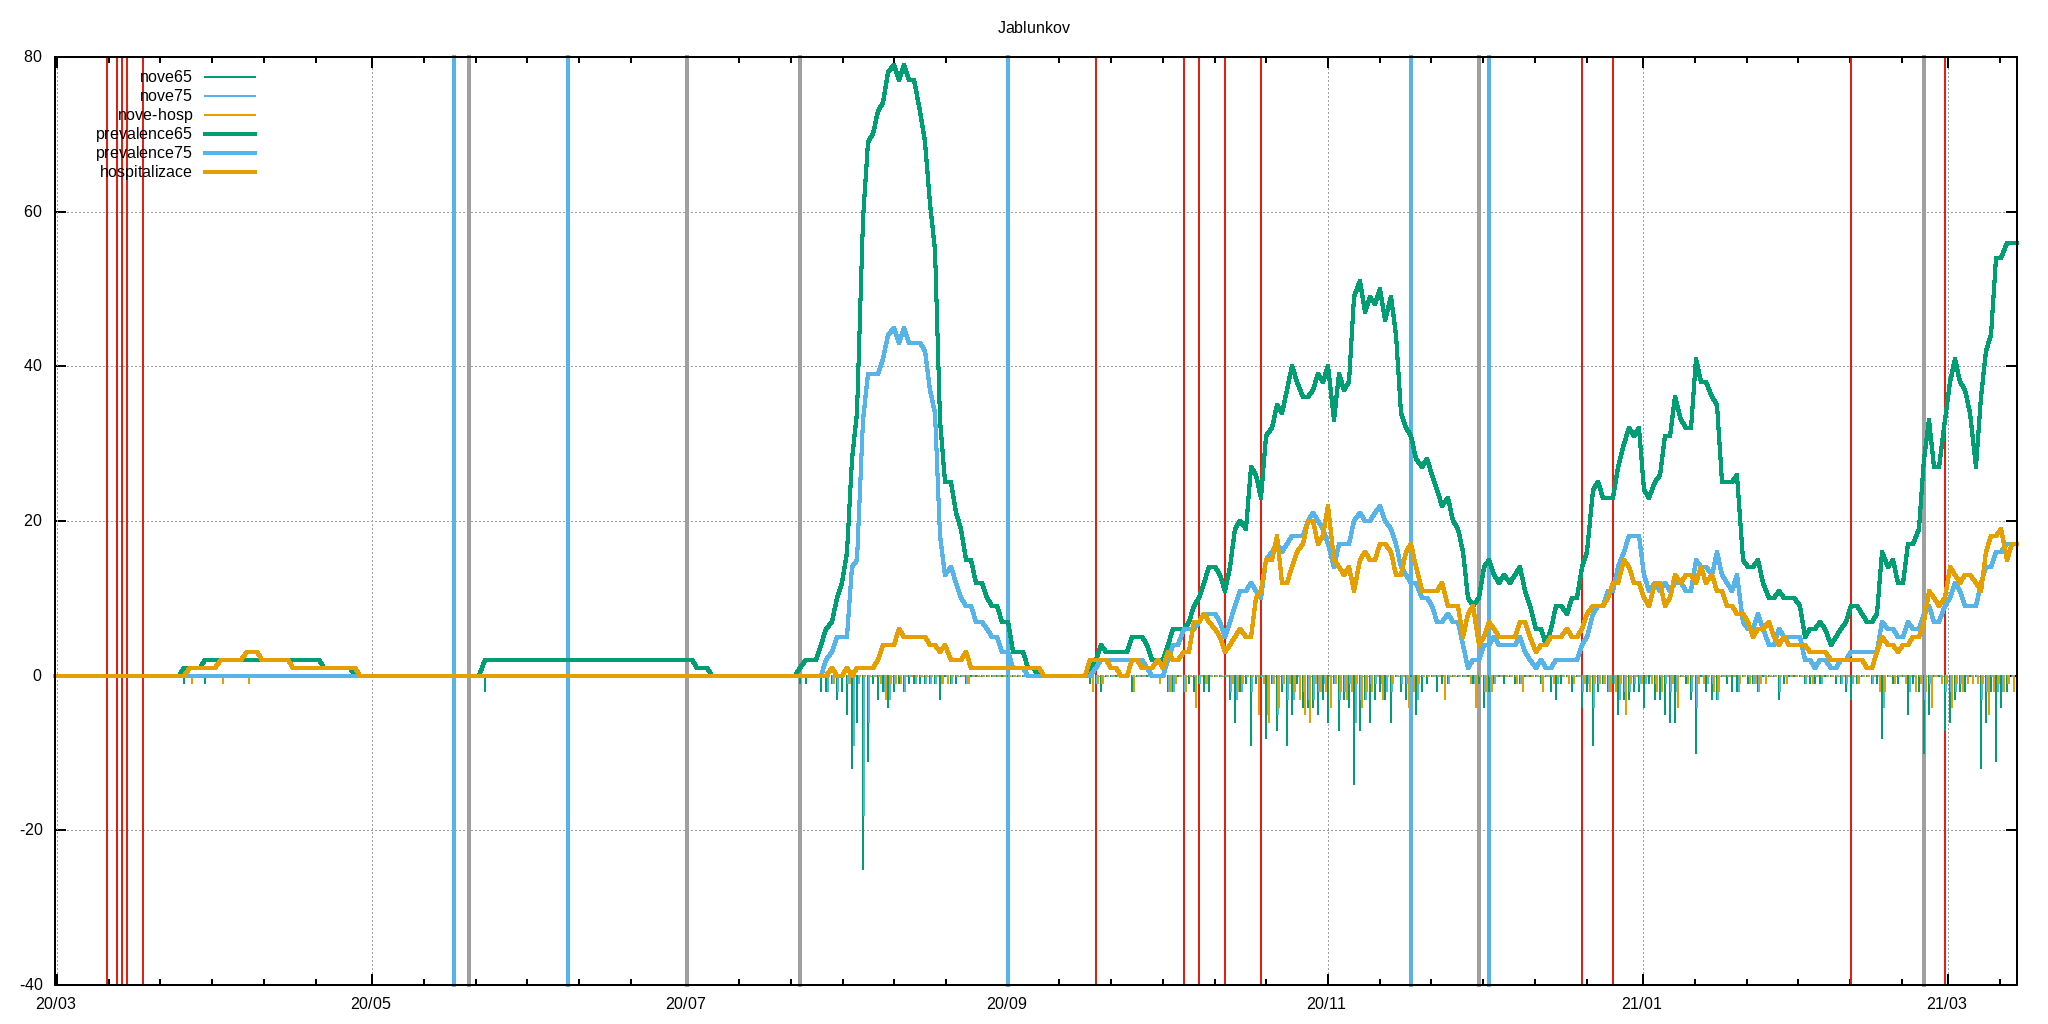 Jablunkov
80
nove65
nove75
nove-hosp
prevalence65
prevalence75
hospitalizace
60
40
20
0
-20
-40
20/03 20/05 20/07 20/09 20/11 21/01 21/03